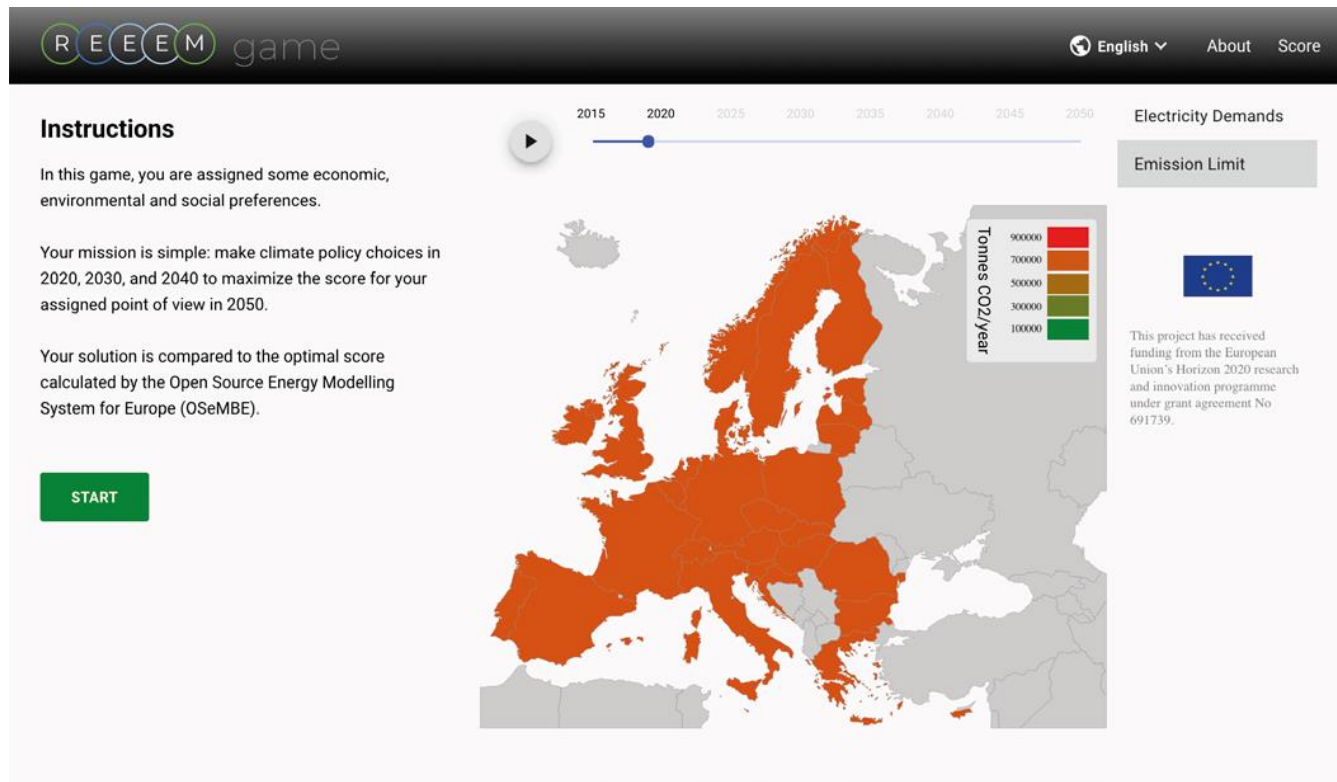 REEEM game
English About Score
Instructions
In this game, you are assigned some economic,
environmental and social preferences.
Your mission is simple: make climate policy choices in
2020, 2030, and 2040 to maximize the score for your
assigned point of view in 2050.
Your solution is compared to the optimal score
calculated by the Open Source Energy Modelling
System for Europe (OSeMBE).
START
2015 2020 2025 2030 2035 2040 2045 2050
Tonnes CO2/year
900000
700000
500000
300000
100000
Electricity Demands
Emission Limit
This project has received
funding from the European
Union's Horizon 2020 research
and innovation programme
under grant agreement No
691739.